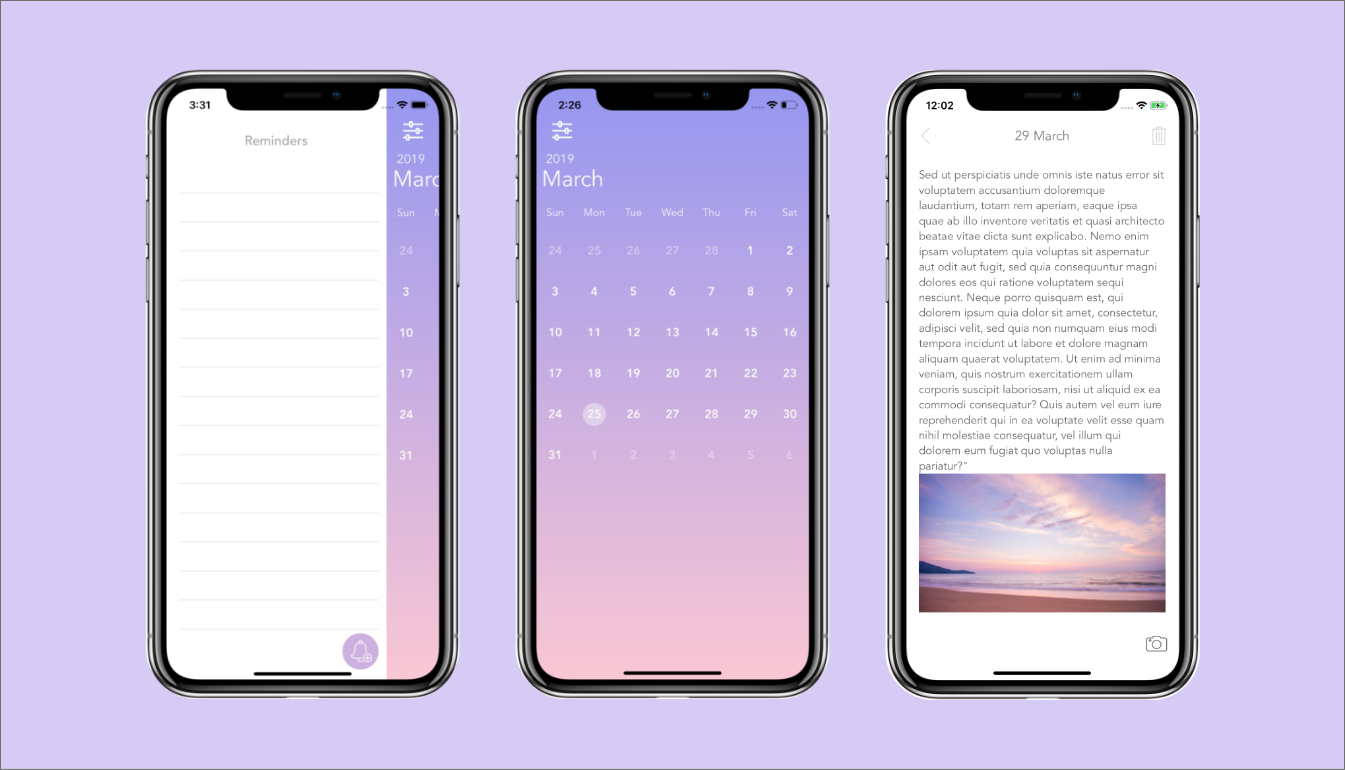 3:31
Reminders
2019
Marc
Sun M
24
3
10
17
24
31
2:26
2019
March
Sun Mon Tue Wed Thu Fri Sat
24 25 26 27 28 1 2
3 4 5 6 7 8 9
10 11 12 13 14 15 16
17 18 19 20 21 22 23
24 25 26 27 28 29 30
31 1 2 3 4 5 6
12:02
29 March
Sed ut perspiciatis unde omnis iste natus error sit
voluptatem accusantium doloremque
laudantium, totam rem aperiam, eaque ipsa
quae ab illo inventore veritatis et quasi architecto
beatae vitae dicta sunt explicabo. Nemo enim
ipsam voluptatem quia voluptas sit aspernatur
aut odit aut fugit, sed quia consequuntur magni
dolores eos qui ratione voluptatem sequi
nesciunt. Neque porro quisquam est, qui
dolorem ipsum quia dolor sit amet, consectetur,
adipisci velit, sed quia non numquam eius modi
tempora incidunt ut labore et dolore magnam
aliquam quaerat voluptatem. Ut enim ad minima
veniam, quis nostrum exercitationem ullam
corporis suscipit laboriosam, nisi ut aliquid ex ea
commodi consequatur? Quis autem vel eum iure
reprehenderit qui in ea voluptate velit esse quam
nihil molestiae consequatur, vel illum qui
dolorem eum fugiat quo voluptas nulla
pariatur?"